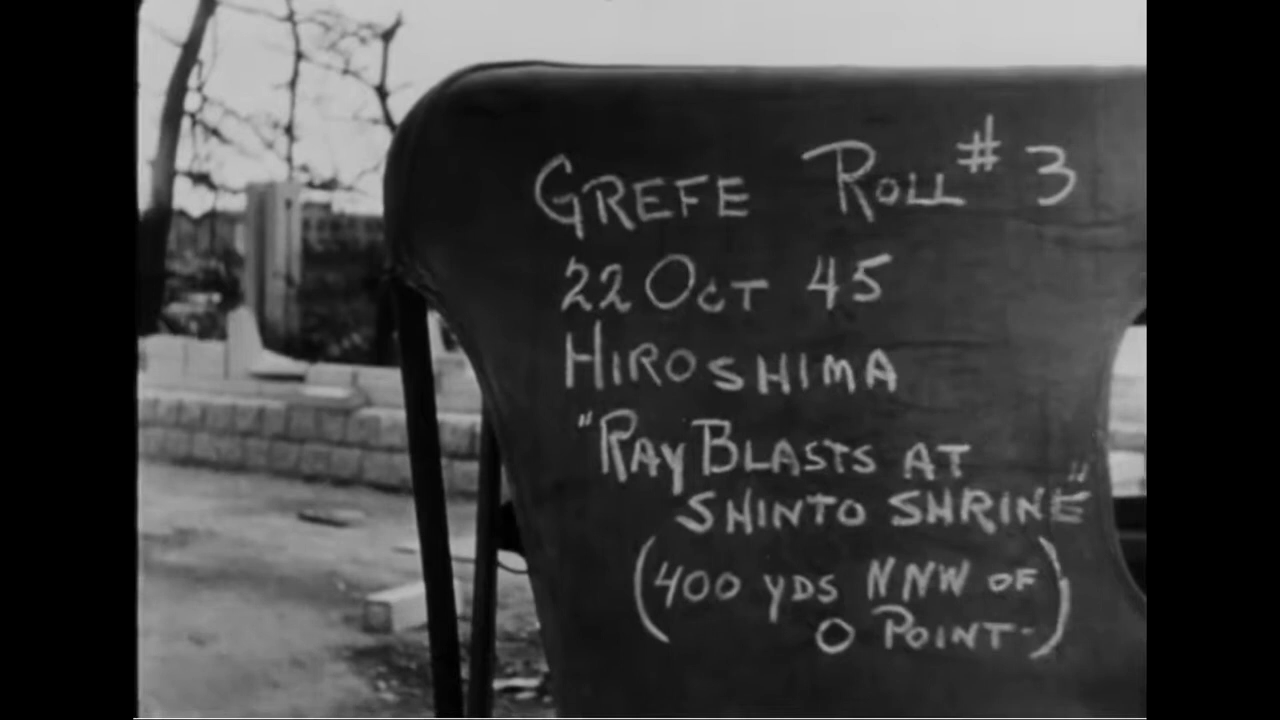 GREFE ROLL #3
22 OCT 45
HIROSHIMA
"RAY BLASTS AT
SHINTO SHRINE"
(400 YDS NNW OF
O POINT-)